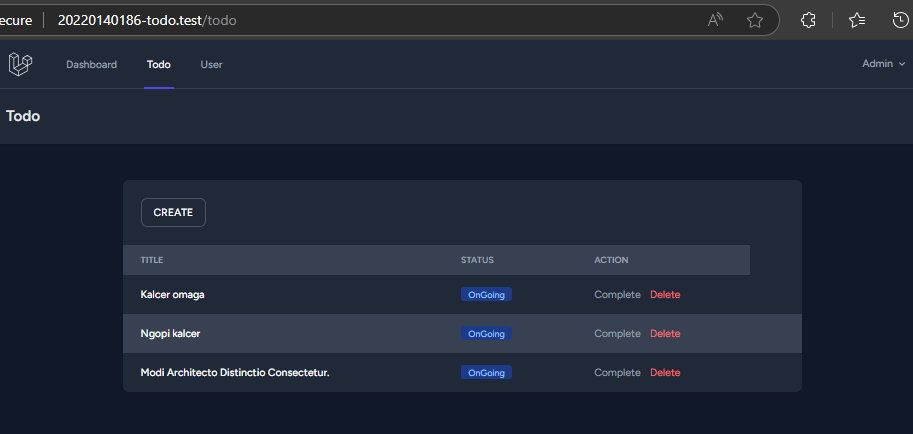 ecure 20220140186-todo.test/todo
Dashboard Todo User Admin
Todo
CREATE
TITLE STATUS ACTION
Kalcer omaga OnGoing Complete Delete
Ngopi kalcer OnGoing Complete Delete
Modi Architecto Distinctio Consectetur. OnGoing Complete Delete